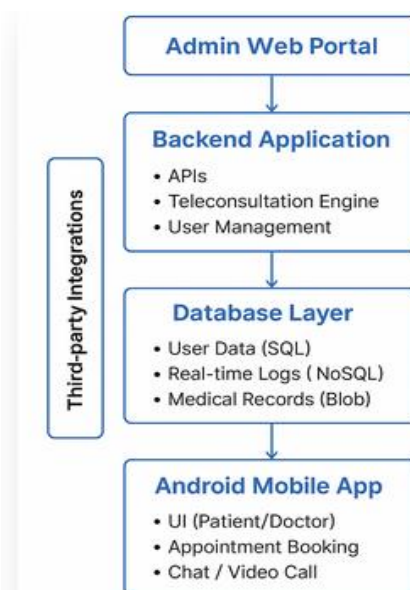 Admin Web Portal
Backend Application
• APIs
• Teleconsultation Engine
• User Management
Third-party Integrations
Database Layer
• User Data (SQL)
• Real-time Logs ( NoSQL)
• Medical Records (Blob)
Android Mobile App
• UI (Patient/Doctor)
• Appointment Booking
• Chat / Video Call